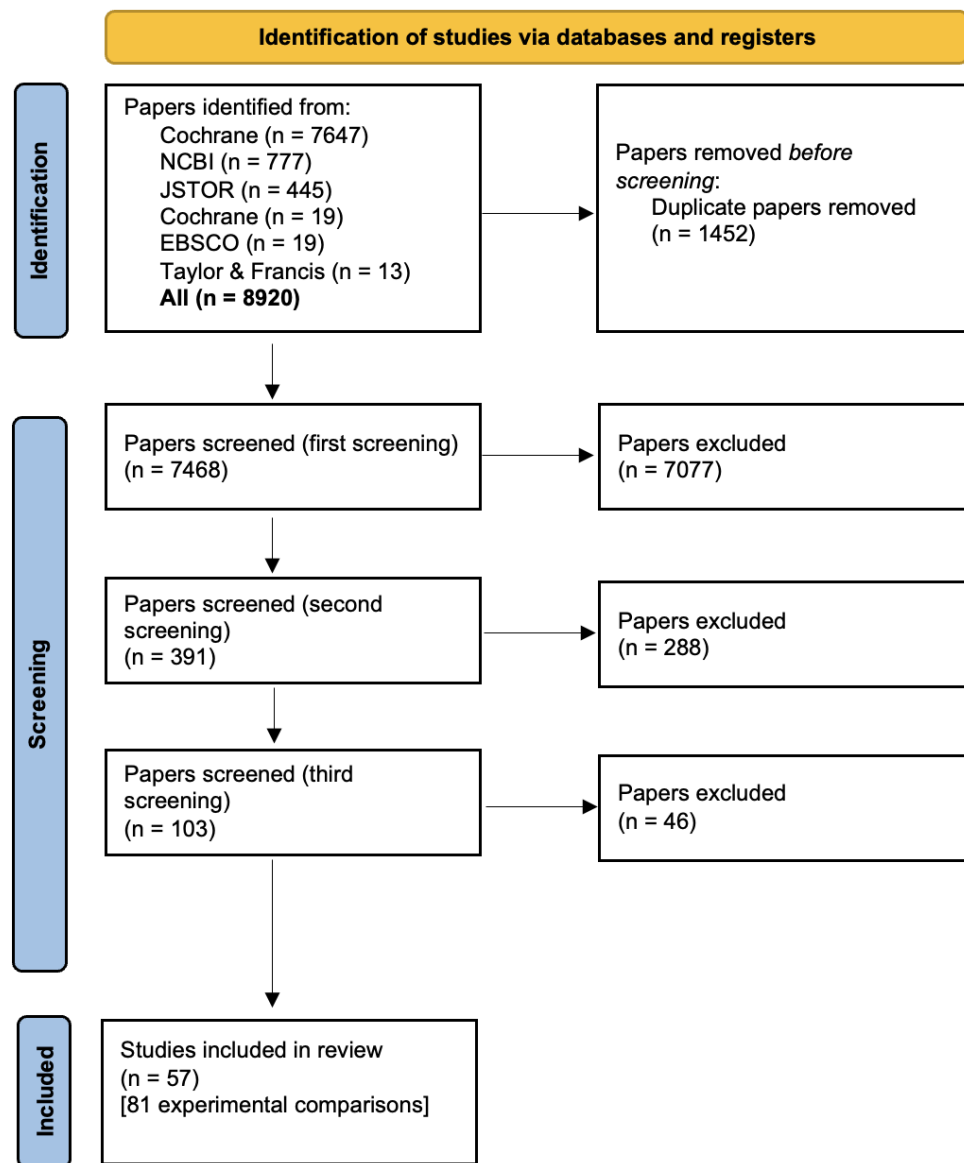 Identification of studies via databases and registers
Identification
Papers identified from:
Cochrane (n = 7647)
NCBI (n = 777)
JSTOR (n = 445)
Cochrane (n = 19)
EBSCO (n = 19)
Taylor & Francis (n = 13)
All (n = 8920)
Papers removed before
screening:
Duplicate papers removed
(n = 1452)
Screening
Papers screened (first screening)
(n = 7468)
Papers excluded
(n = 7077)
Papers screened (second
screening)
(n = 391)
Papers excluded
(n = 288)
Papers screened (third
screening)
(n = 103)
Papers excluded
(n = 46)
Included
Studies included in review
(n = 57)
[81 experimental comparisons]